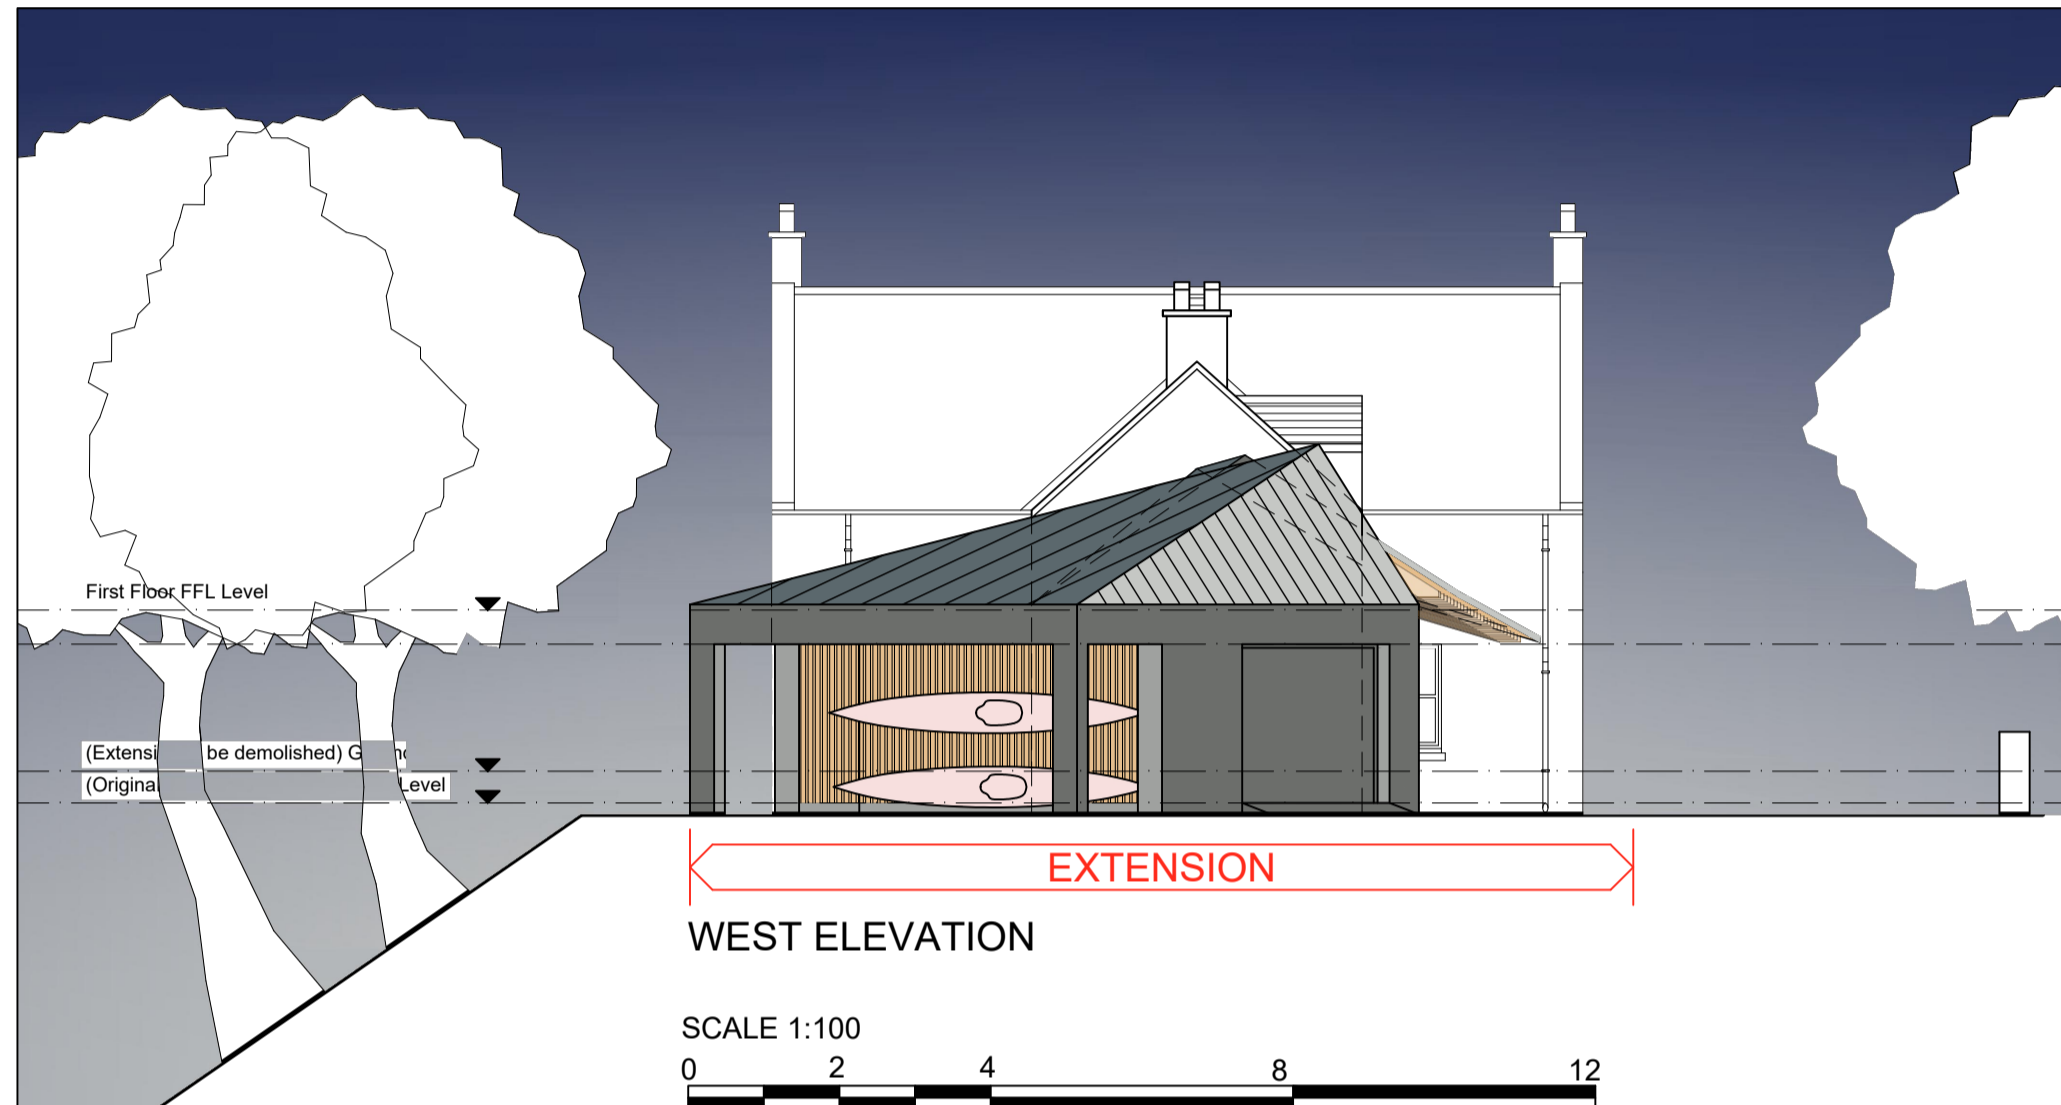 First Floor FFL Level
(Extensi be demolished) G
(Original Level
EXTENSION
WEST ELEVATION
SCALE 1:100
0 2 4 8 12